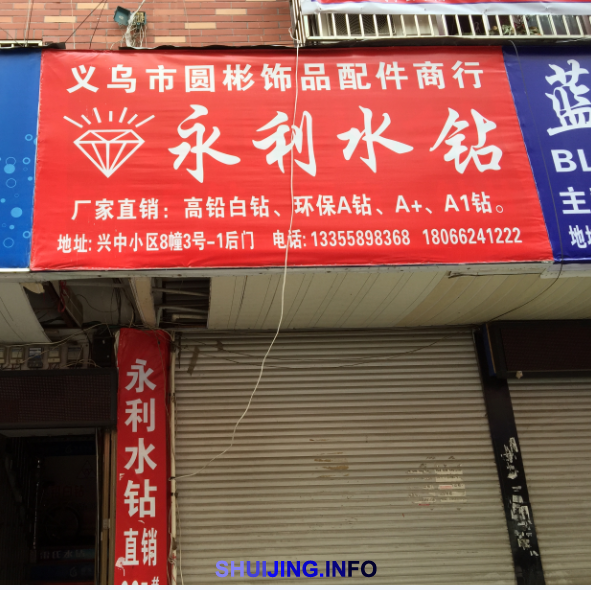 义乌市圆彬饰品配件商行
永利水钻
厂家直销：高铅白钻、环保A钻、A+、A1钻。
地址: 兴中小区8幢3号-1后门 电话: 13355898368 18066241222
蓝
BL
主
地
永利水钻
直销
SHUIJING.INFO